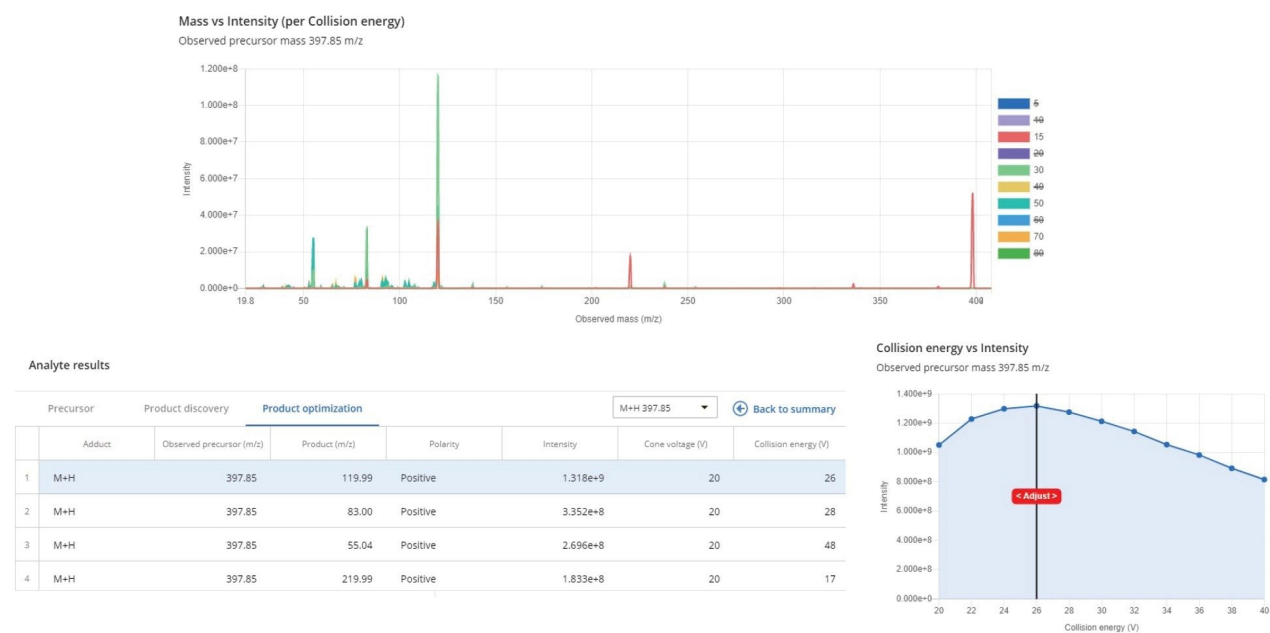 Mass vs Intensity (per Collision energy)
Observed precursor mass 397.85 m/z
1.200e+8
1.000e+8
8.000e+7
6.000e+7
4.000e+7
2.000e+7
0.000e+0
Intensity
19.8 50 100 150 200 250 300 350
Observed mass (m/z)
5
10
15
20
30
40
50
60
70
80
Analyte results
Precursor Product discovery Product optimization M+H 397.85 Back to summary
Adduct Observed precursor (m/z) Product (m/z) Polarity Intensity Cone voltage (V) Collision energy (V)
1 M+H 397.85 119.99 Positive 1.318e+9 20 26
2 M+H 397.85 83.00 Positive 3.352e+8 20 28
3 M+H 397.85 55.04 Positive 2.696e+8 20 48
4 M+H 397.85 219.99 Positive 1.833e+8 20 17
Collision energy vs Intensity
Observed precursor mass 397.85 m/z
1.400e+9
1.200e+9
1.000e+9
8.000e+8
6.000e+8
4.000e+8
2.000e+8
0.000e+0
Intensity
< Adjust >
20 22 24 26 28 30 32 34 36 38 40
Collision energy (V)